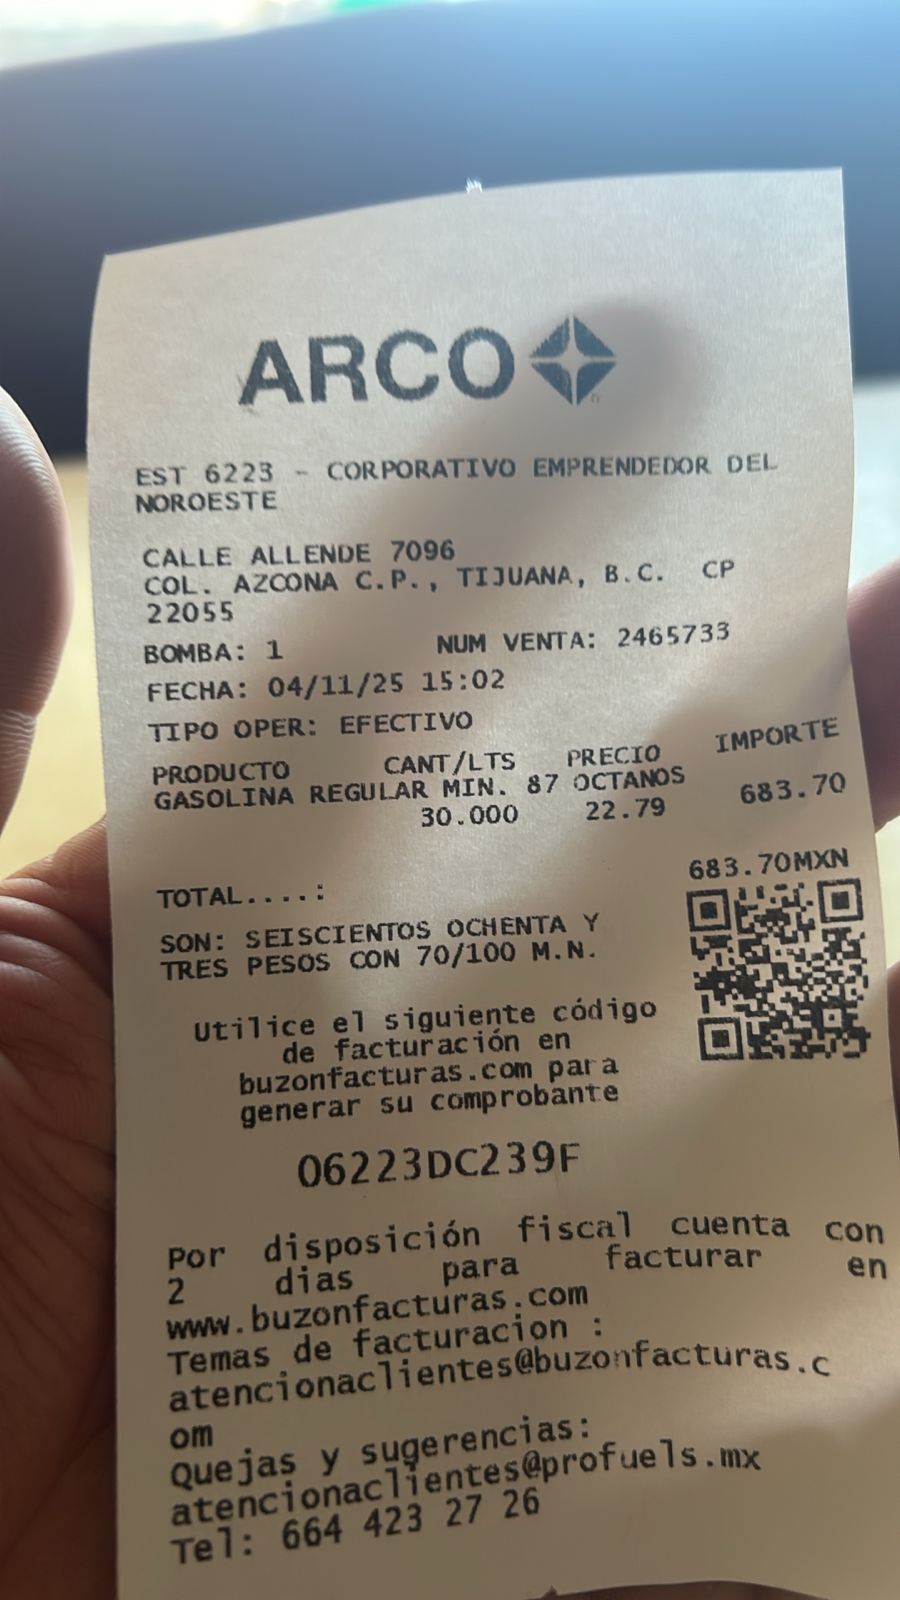 ARCO
EST 6223 - CORPORATIVO EMPRENDEDOR DEL
NOROESTE
CALLE ALLENDE 7096
COL. AZCONA C.P., TIJUANA, B.C. CP
22055
BOMBA: 1 NUM VENTA: 2465733
FECHA: 04/11/25 15:02
TIPO OPER: EFECTIVO
PRODUCTO CANT/LTS PRECIO IMPORTE
GASOLINA REGULAR MIN. 87 OCTANOS
30.000 22.79 683.70
TOTAL....: 683.70MXN
SON: SEISCIENTOS OCHENTA Y
TRES PESOS CON 70/100 M.N.
Utilice el siguiente código
de facturación en
buzonfacturas.com para
generar su comprobante
06223DC239F
Por disposición fiscal cuenta con
2 dias para facturar en
www.buzonfacturas.com
Temas de facturacion :
atencionaclientes@buzonfacturas.c
om
Quejas y sugerencias:
atencionaclientes@profuels.mx
Tel: 664 423 27 26